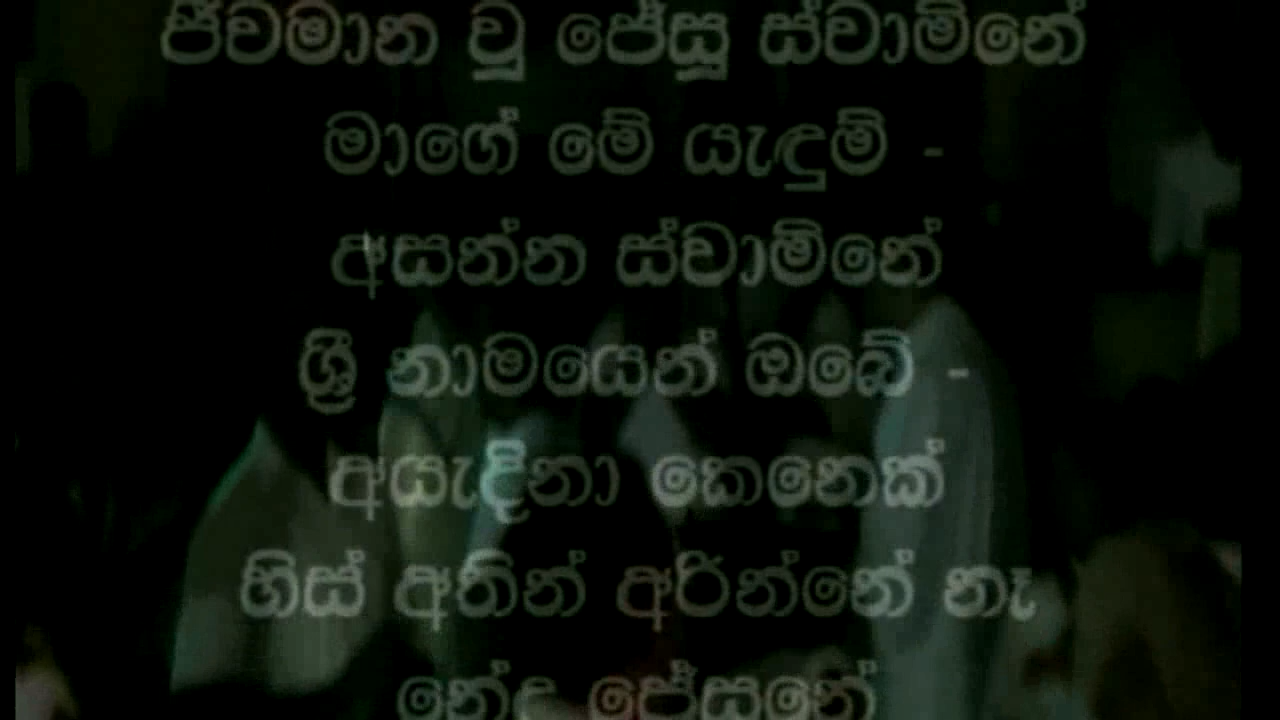 ජීවමාන වූ ජේසූ ස්වාමිනේ
මාගේ මේ යැඳුම් -
අසන්න ස්වාමිනේ
ශ්‍රී නාමයෙන් ඔබේ -
අයැදිනා කෙනෙක්
හිස් අතින් අරින්නේ නෑ
නේද ජේසුනේ